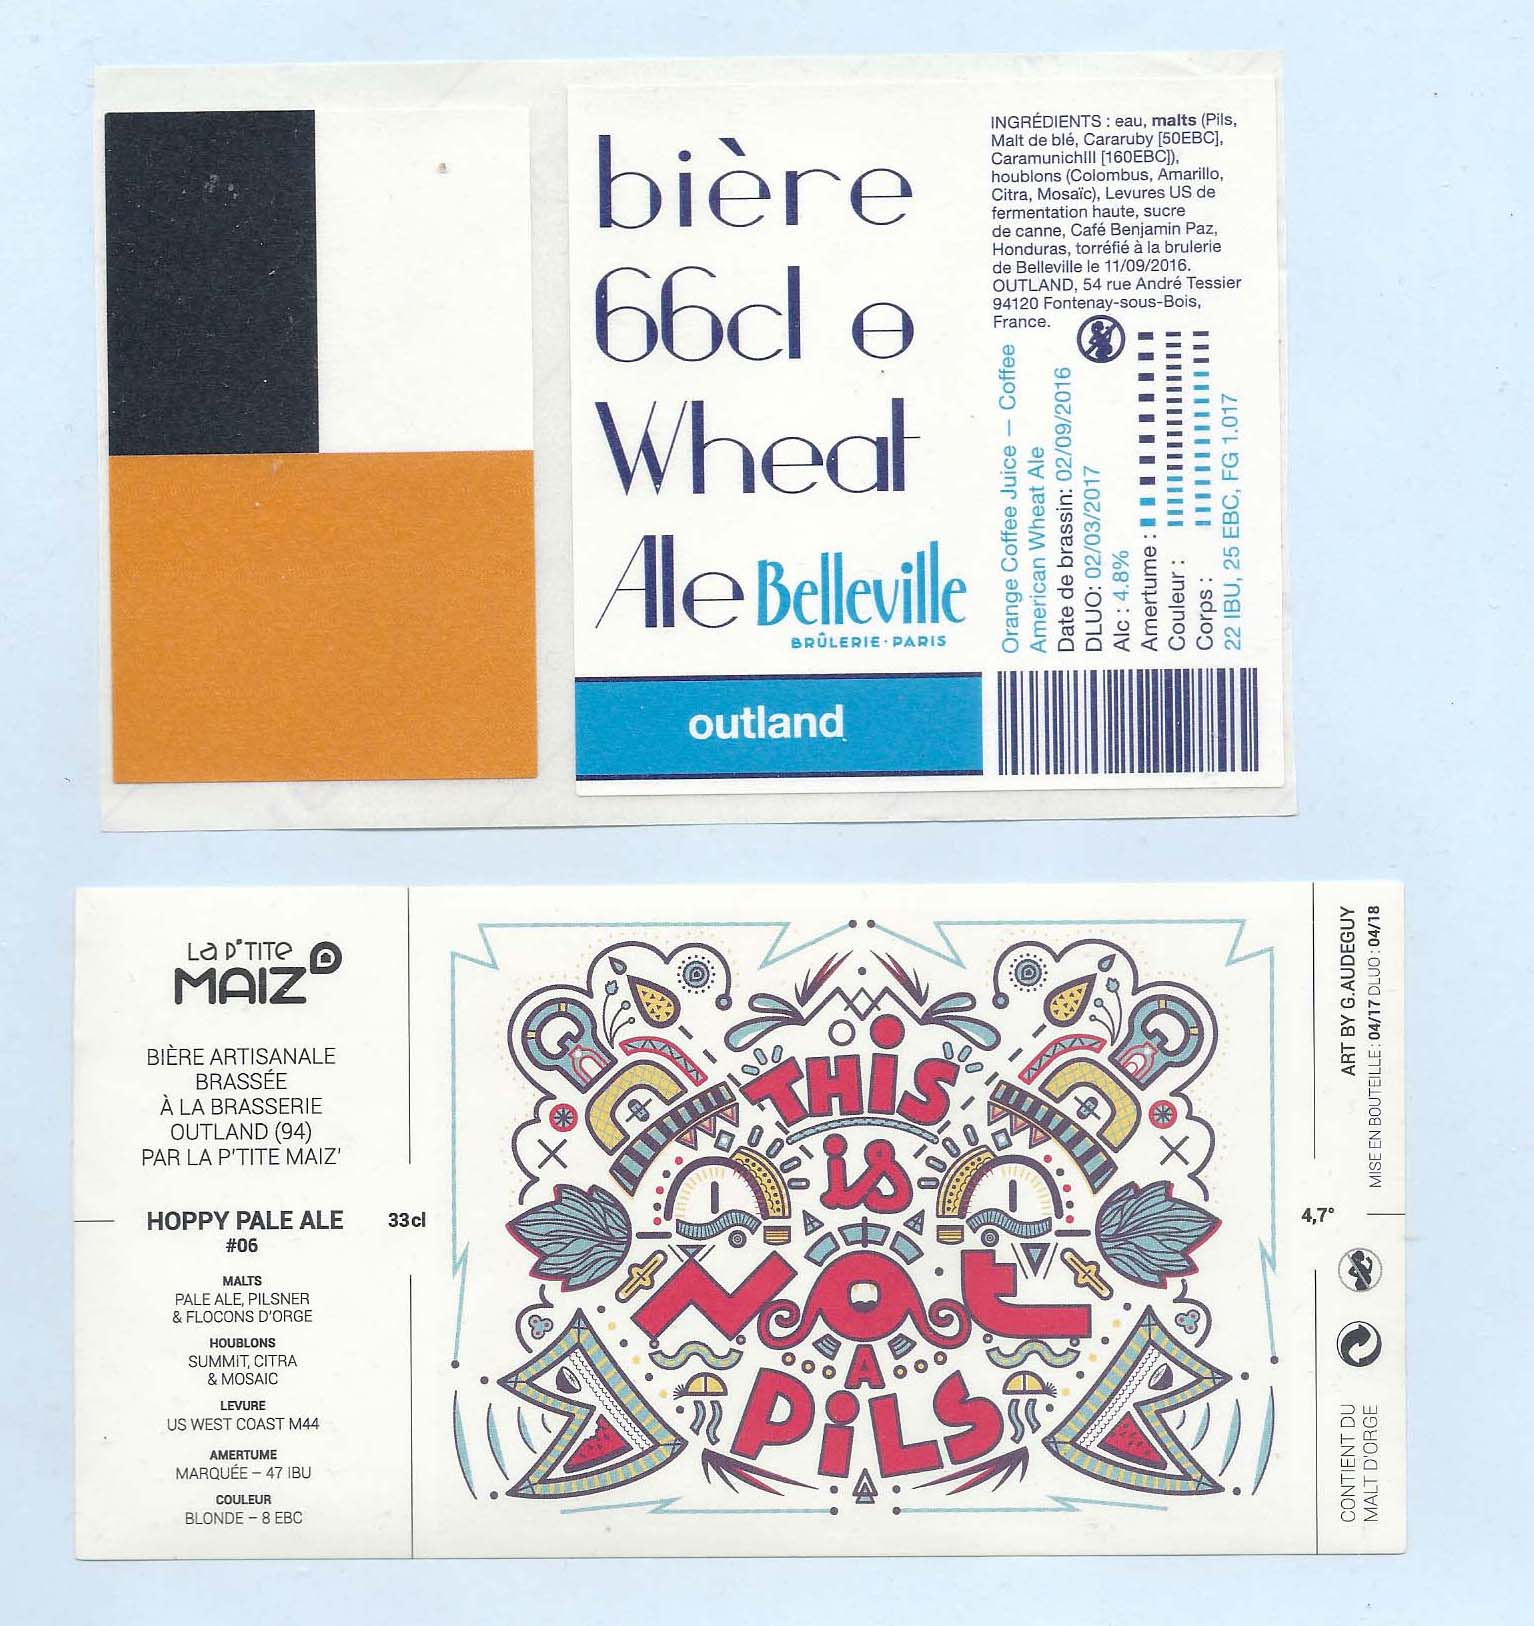 bière
66cl e
Wheat
Ale Belleville
BRÛLERIE · PARIS
outland
INGRÉDIENTS : eau, malts (Pils,
Malt de blé, Cararuby [50EBC],
CaramunichIII [160EBC]),
houblons (Colombus, Amarillo,
Citra, Mosaïc), Levures US de
fermentation haute, sucre
de canne, Café Benjamin Paz,
Honduras, torréfié à la brulerie
de Belleville le 11/09/2016.
OUTLAND, 54 rue André Tessier
94120 Fontenay-sous-Bois,
France.
Orange Coffee Juice — Coffee
American Wheat Ale
Date de brassin: 02/09/2016
DLUO: 02/03/2017
Alc : 4.8%
Amertume :
Couleur :
Corps :
22 IBU, 25 EBC, FG 1.017
La P'TITe
MAIZ
BIÈRE ARTISANALE
BRASSÉE
À LA BRASSERIE
OUTLAND (94)
PAR LA P'TITE MAIZ'
HOPPY PALE ALE
#06
33cl
MALTS
PALE ALE, PILSNER
& FLOCONS D'ORGE
HOUBLONS
SUMMIT, CITRA
& MOSAIC
LEVURE
US WEST COAST M44
AMERTUME
MARQUÉE – 47 IBU
COULEUR
BLONDE – 8 EBC
THiS
is
NOt
A
PiLS
4,7°
ART BY G.AUDEGUY
MISE EN BOUTEILLE: 04/17 DLUO : 04/18
CONTIENT DU
MALT D'ORGE